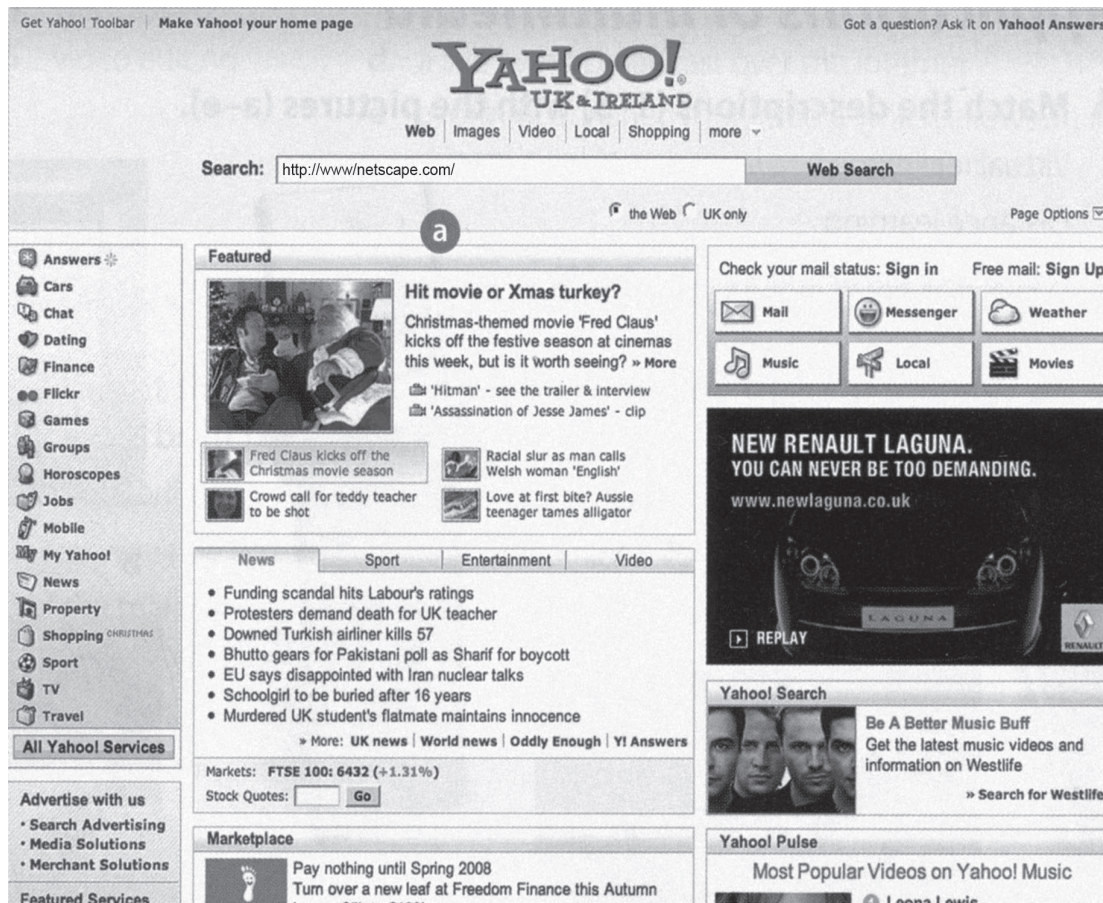 Get Yahoo! Toolbar | Make Yahoo! your home page
Got a question? Ask it on Yahoo! Answers
YAHOO!
UK & IRELAND
Web | Images | Video | Local | Shopping | more
Search: http://www/netscape.com/ Web Search
the Web UK only
Page Options
a
Answers
Cars
Chat
Dating
Finance
Flickr
Games
Groups
Horoscopes
Jobs
Mobile
My Yahoo!
News
Property
Shopping CHRISTMAS
Sport
TV
Travel
All Yahoo! Services
Advertise with us
• Search Advertising
• Media Solutions
• Merchant Solutions
Featured Services
Featured
Hit movie or Xmas turkey?
Christmas-themed movie 'Fred Claus'
kicks off the festive season at cinemas
this week, but is it worth seeing? » More
'Hitman' - see the trailer & interview
'Assassination of Jesse James' - clip
Fred Claus kicks off the
Christmas movie season
Racial slur as man calls
Welsh woman 'English'
Crowd call for teddy teacher
to be shot
Love at first bite? Aussie
teenager tames alligator
News Sport Entertainment Video
• Funding scandal hits Labour's ratings
• Protesters demand death for UK teacher
• Downed Turkish airliner kills 57
• Bhutto gears for Pakistani poll as Sharif for boycott
• EU says disappointed with Iran nuclear talks
• Schoolgirl to be buried after 16 years
• Murdered UK student's flatmate maintains innocence
» More: UK news | World news | Oddly Enough | Y! Answers
Markets: FTSE 100: 6432 (+1.31%)
Stock Quotes: Go
Marketplace
Pay nothing until Spring 2008
Turn over a new leaf at Freedom Finance this Autumn
Check your mail status: Sign in Free mail: Sign Up
Mail Messenger Weather
Music Local Movies
NEW RENAULT LAGUNA.
YOU CAN NEVER BE TOO DEMANDING.
www.newlaguna.co.uk
LAGUNA
REPLAY
RENAULT
Yahoo! Search
Be A Better Music Buff
Get the latest music videos and
information on Westlife
» Search for Westlife
Yahoo! Pulse
Most Popular Videos on Yahoo! Music
Leona Lewis